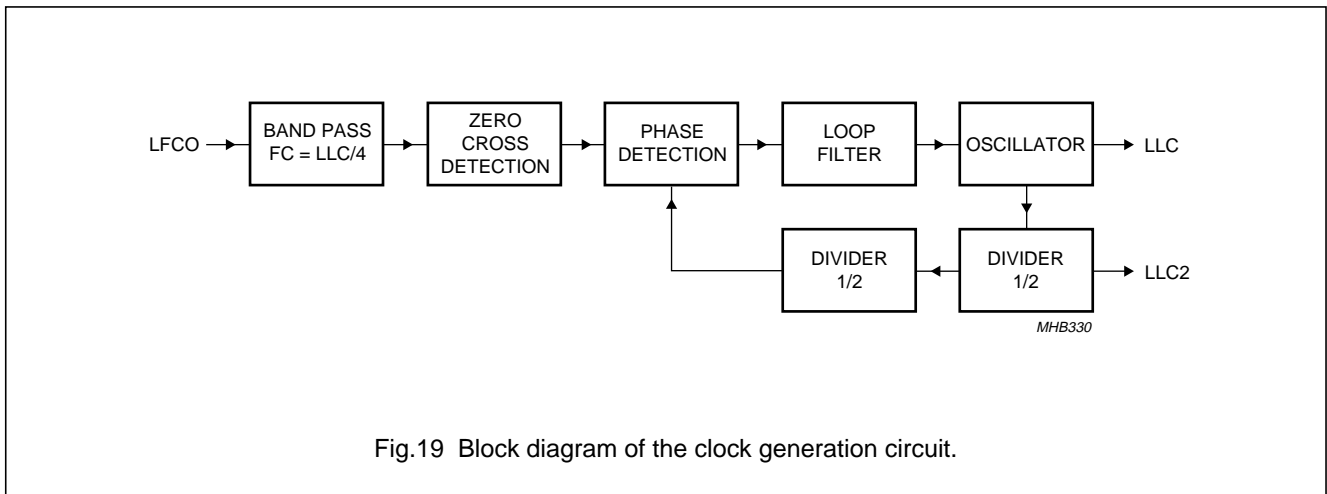 LFCO
BAND PASS
FC = LLC/4
ZERO
CROSS
DETECTION
PHASE
DETECTION
LOOP
FILTER
OSCILLATOR
LLC
DIVIDER
1/2
DIVIDER
1/2
LLC2
MHB330
Fig.19 Block diagram of the clock generation circuit.